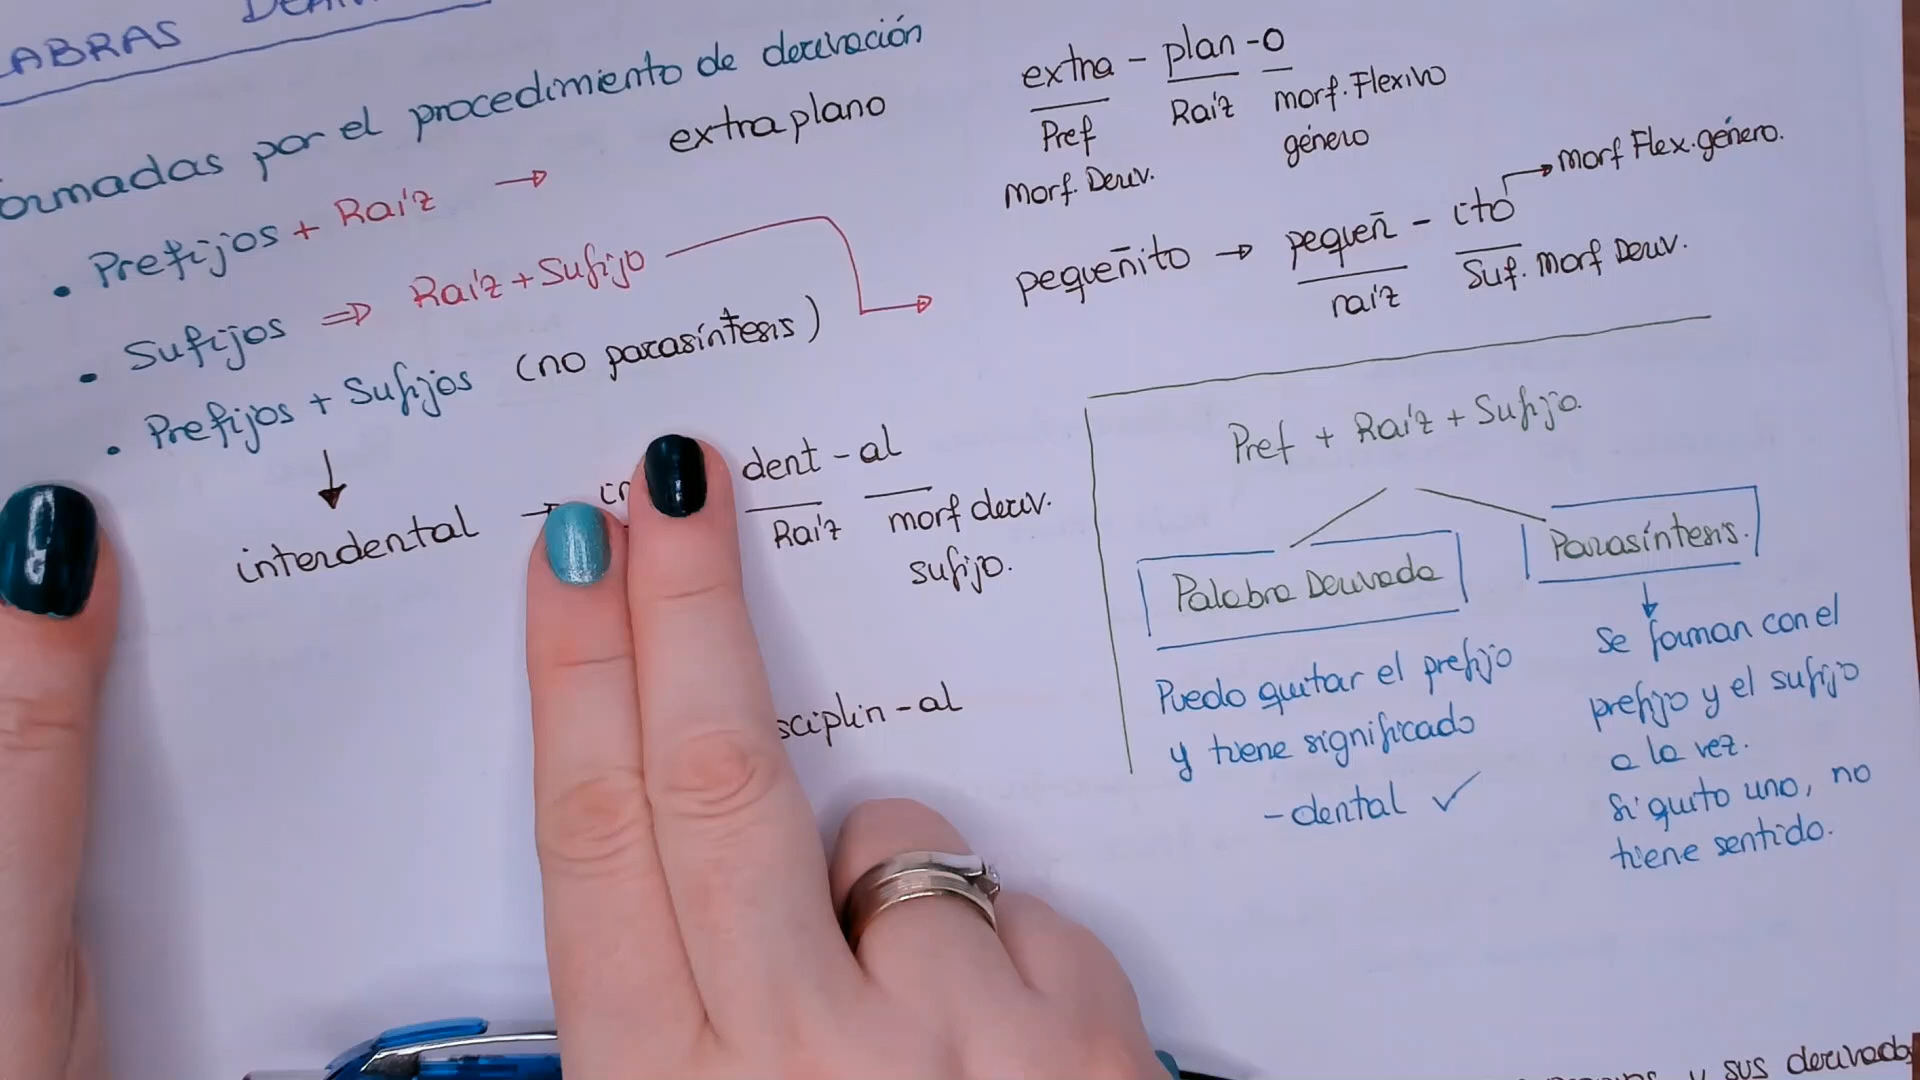 ABRAS
ormadas por el procedimiento de derivación
• Prefijos + Raíz →
extraplano
extra - plan - o
Pref
Raíz
morf. Flexivo
género
Morf. Deriv.
• Sufijos ⇒ Raíz + Sufijo
pequeñito → pequeñ - ito → morf Flex. género.
raíz
Suf. morf Deriv.
• Prefijos + Sufijos (no parasíntesis)
interdental →
dent - al
Raíz
morf deriv.
sufijo.
sciplin - al
Pref + Raíz + Sufijo.
Palabra Derivada
Puedo quitar el prefijo
y tiene significado
- dental ✓
Parasíntesis.
Se forman con el
prefijo y el sufijo
a la vez.
Si quito uno, no
tiene sentido.
y sus derivados